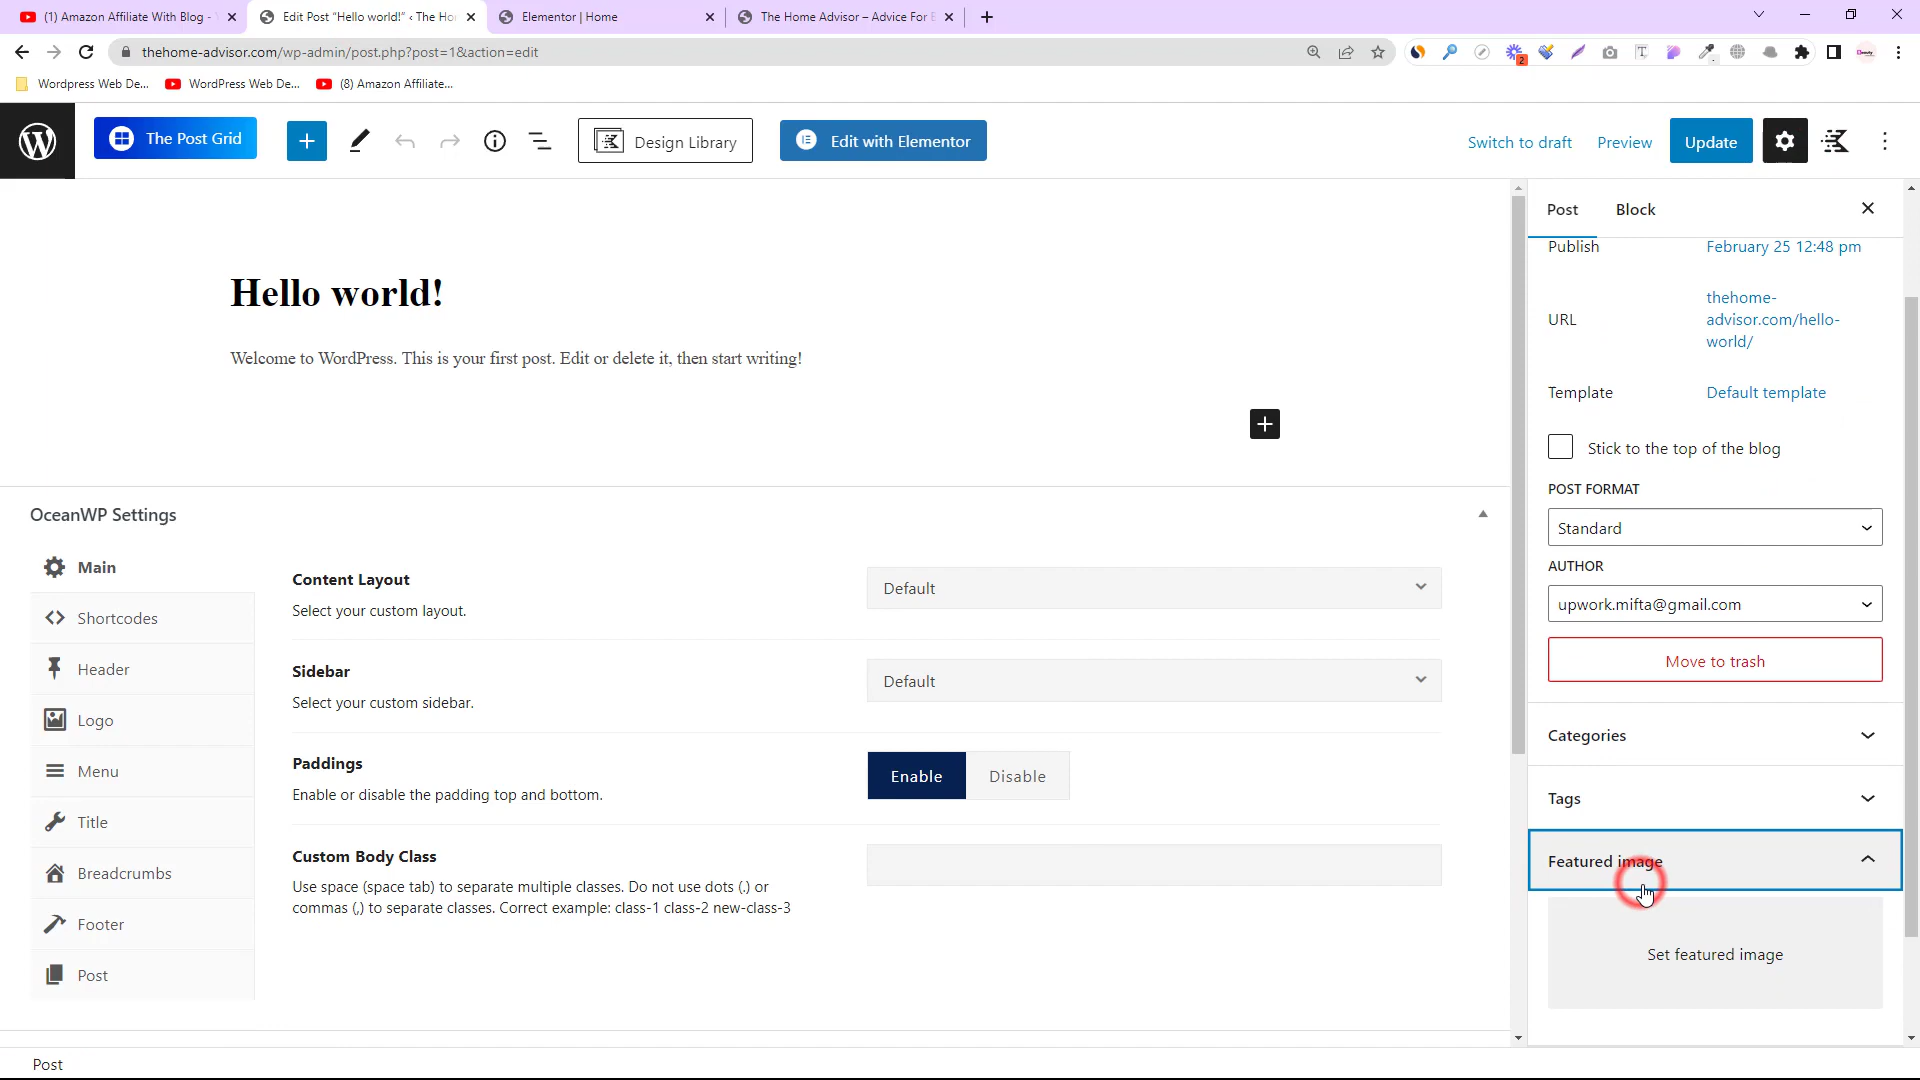 (1) Amazon Affiliate With Blog -
Edit Post “Hello world!” ‹ The Ho
Elementor | Home
The Home Advisor – Advice For E
thehome-advisor.com/wp-admin/post.php?post=1&action=edit
2
Wordpress Web De...
WordPress Web De...
(8) Amazon Affiliate...
The Post Grid
Design Library
Edit with Elementor
Switch to draft
Preview
Update
Post
Block
Publish
February 25 12:48 pm
Hello world!
Welcome to WordPress. This is your first post. Edit or delete it, then start writing!
URL
thehome-
advisor.com/hello-
world/
Template
Default template
Stick to the top of the blog
POST FORMAT
Standard
AUTHOR
upwork.mifta@gmail.com
Move to trash
Categories
Tags
Featured image
Set featured image
OceanWP Settings
Main
Shortcodes
Header
Logo
Menu
Title
Breadcrumbs
Footer
Post
Content Layout
Select your custom layout.
Default
Sidebar
Select your custom sidebar.
Default
Paddings
Enable or disable the padding top and bottom.
Enable
Disable
Custom Body Class
Use space (space tab) to separate multiple classes. Do not use dots (.) or
commas (,) to separate classes. Correct example: class-1 class-2 new-class-3
Post